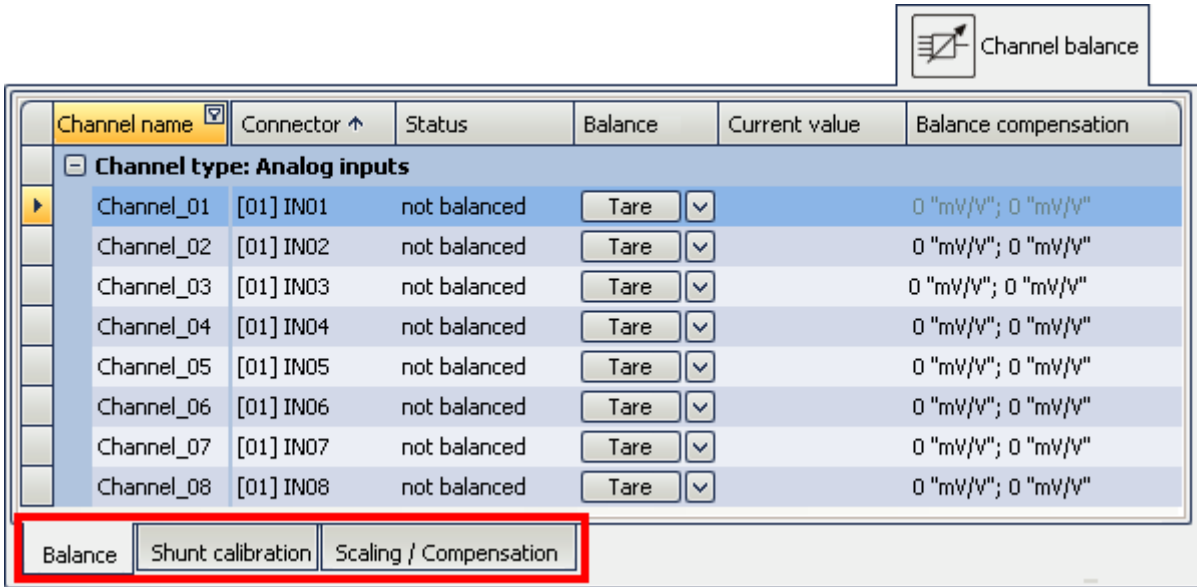 Channel balance
Channel name Connector Status Balance Current value Balance compensation
Channel type: Analog inputs
Channel_01 [01] IN01 not balanced Tare 0 "mV/V"; 0 "mV/V"
Channel_02 [01] IN02 not balanced Tare 0 "mV/V"; 0 "mV/V"
Channel_03 [01] IN03 not balanced Tare 0 "mV/V"; 0 "mV/V"
Channel_04 [01] IN04 not balanced Tare 0 "mV/V"; 0 "mV/V"
Channel_05 [01] IN05 not balanced Tare 0 "mV/V"; 0 "mV/V"
Channel_06 [01] IN06 not balanced Tare 0 "mV/V"; 0 "mV/V"
Channel_07 [01] IN07 not balanced Tare 0 "mV/V"; 0 "mV/V"
Channel_08 [01] IN08 not balanced Tare 0 "mV/V"; 0 "mV/V"
Balance Shunt calibration Scaling / Compensation